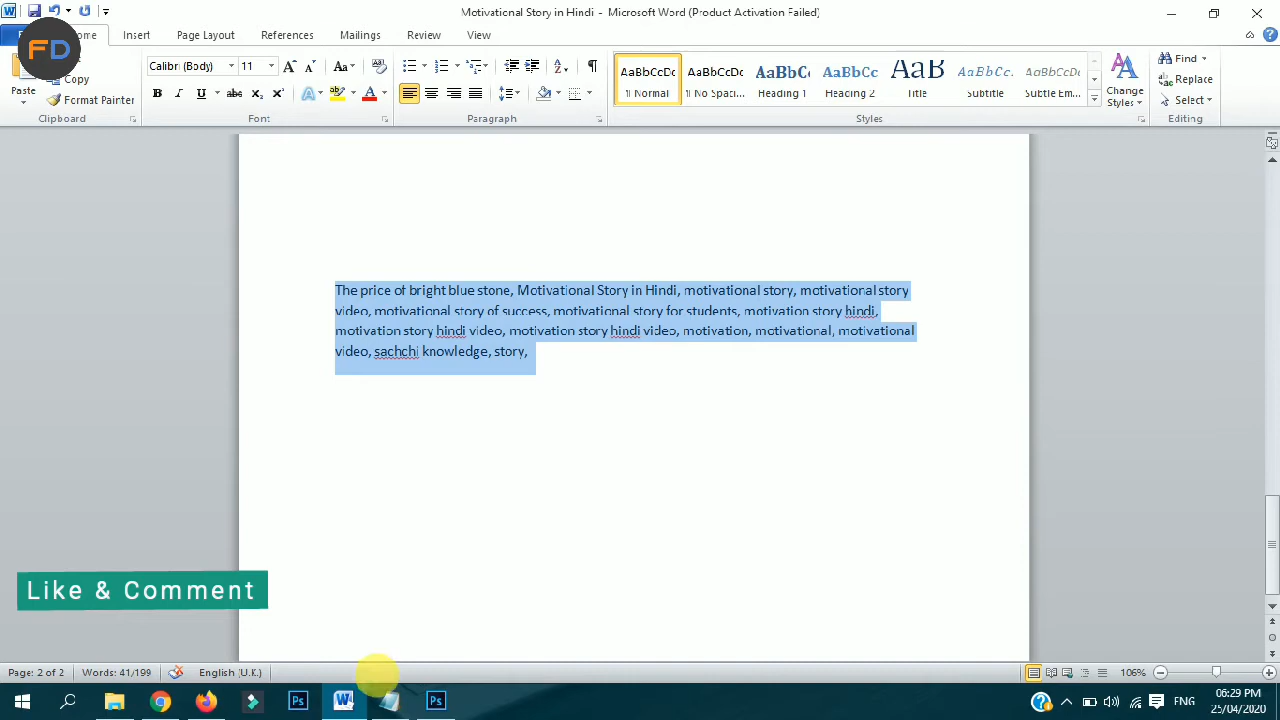 Motivational Story in Hindi - Microsoft Word (Product Activation Failed)
FD
Insert Page Layout References Mailings Review View
Paste
Copy
Format Painter
Clipboard
Calibri (Body) 11
Font
Paragraph
AaBbCcDc AaBbCcDc AaBbCc AaBbCc AaB AaBbCc. AaBbCcDc
¶ Normal ¶ No Spaci... Heading 1 Heading 2 Title Subtitle Subtle Em...
Change
Styles
Styles
Find
Replace
Select
Editing
The price of bright blue stone, Motivational Story in Hindi, motivational story, motivational story
video, motivational story of success, motivational story for students, motivation story hindi,
motivation story hindi video, motivation story hindi video, motivation, motivational, motivational
video, sachchi knowledge, story,
Like & Comment
Page: 2 of 2 Words: 41/199 English (U.K.) 106%
ENG
06:29 PM
25/04/2020